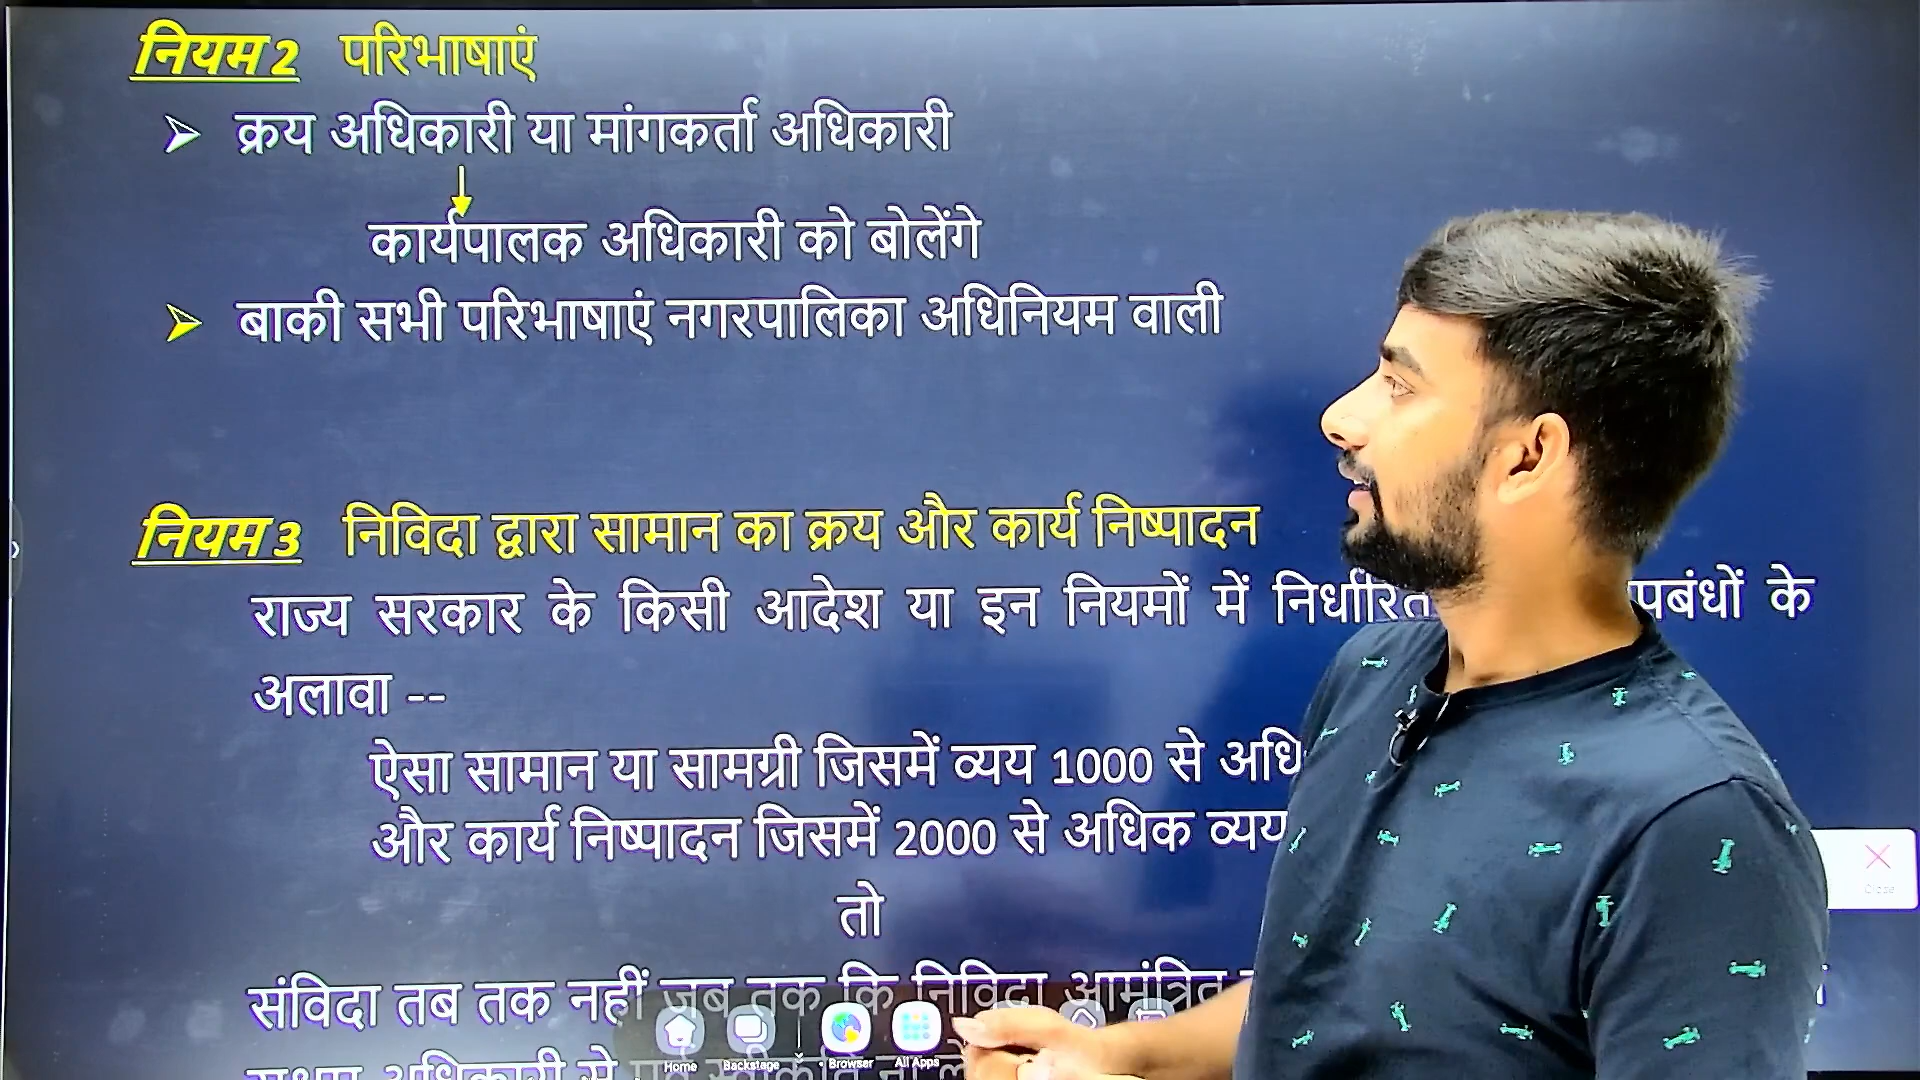 नियम 2 परिभाषाएं
➢ क्रय अधिकारी या मांगकर्ता अधिकारी
कार्यपालक अधिकारी को बोलेंगे
➢ बाकी सभी परिभाषाएं नगरपालिका अधिनियम वाली
नियम 3 निविदा द्वारा सामान का क्रय और कार्य निष्पादन
राज्य सरकार के किसी आदेश या इन नियमों में निर्धारित के
अलावा --
ऐसा सामान या सामग्री जिसमें व्यय 1000 से
और कार्य निष्पादन जिसमें 2000 से अधिक व्यय
तो
Close
संविदा तब तक नहीं जब तक कि निविदा आमंत्रित
Home Backstage Browser All Apps
अधिकारी से